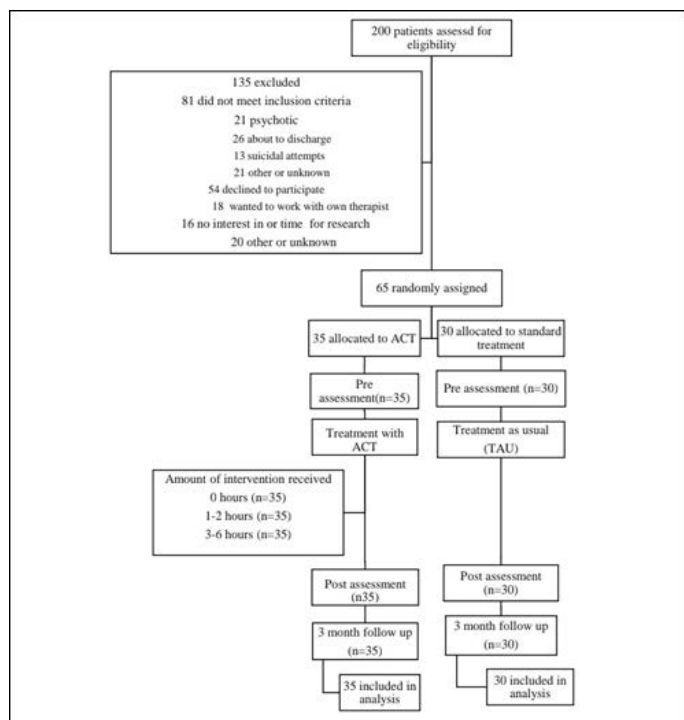 200 patients assessd for
eligibility
135 excluded
81 did not meet inclusion criteria
21 psychotic
26 about to discharge
13 suicidal attempts
21 other or unknown
54 declined to participate
18 wanted to work with own therapist
16 no interest in or time for research
20 other or unknown
65 randomly assigned
35 allocated to ACT
30 allocated to standard
treatment
Pre
assessment(n=35)
Pre assessment (n=30)
Treatment with
ACT
Treatment as usual
(TAU)
Amount of intervention received
0 hours (n=35)
1-2 hours (n=35)
3-6 hours (n=35)
Post assessment
(n35)
Post assessment
(n=30)
3 month follow up
(n=35)
3 month follow up
(n=30)
35 included in
analysis
30 included in
analysis